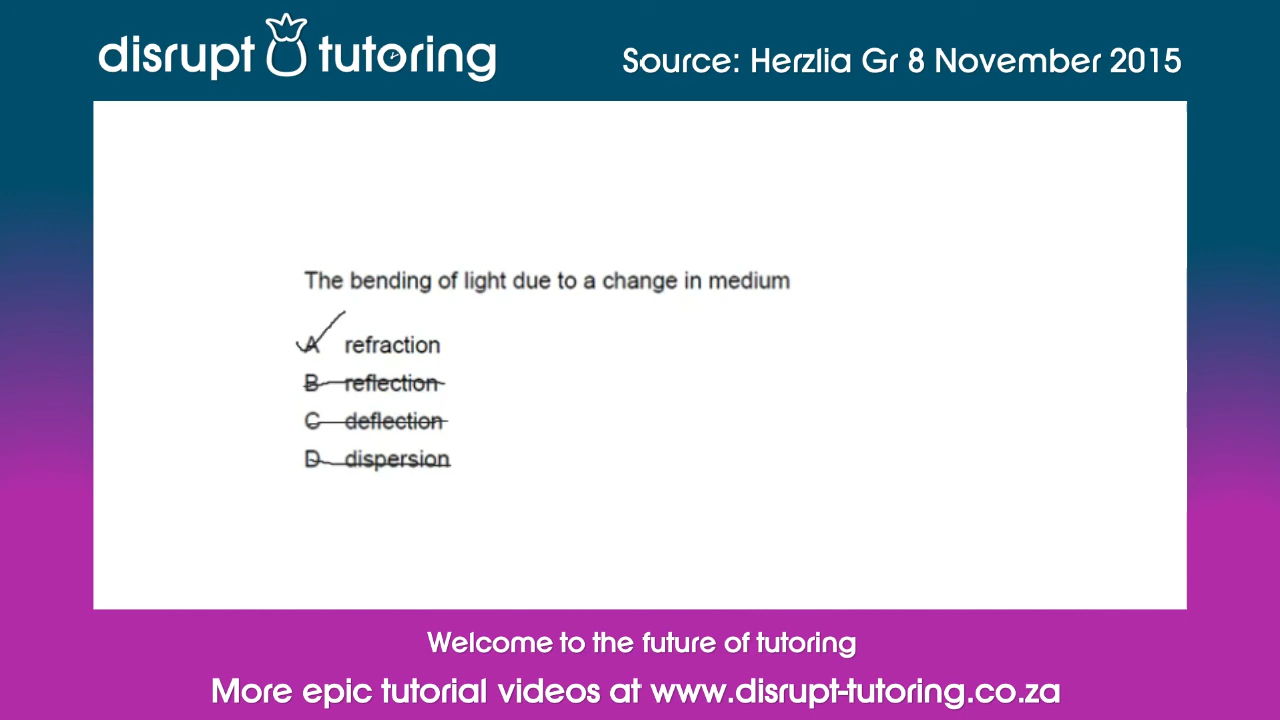 disrupt tutoring
Source: Herzlia Gr 8 November 2015
The bending of light due to a change in medium
A refraction
B reflection
C deflection
D dispersion
Welcome to the future of tutoring
More epic tutorial videos at www.disrupt-tutoring.co.za